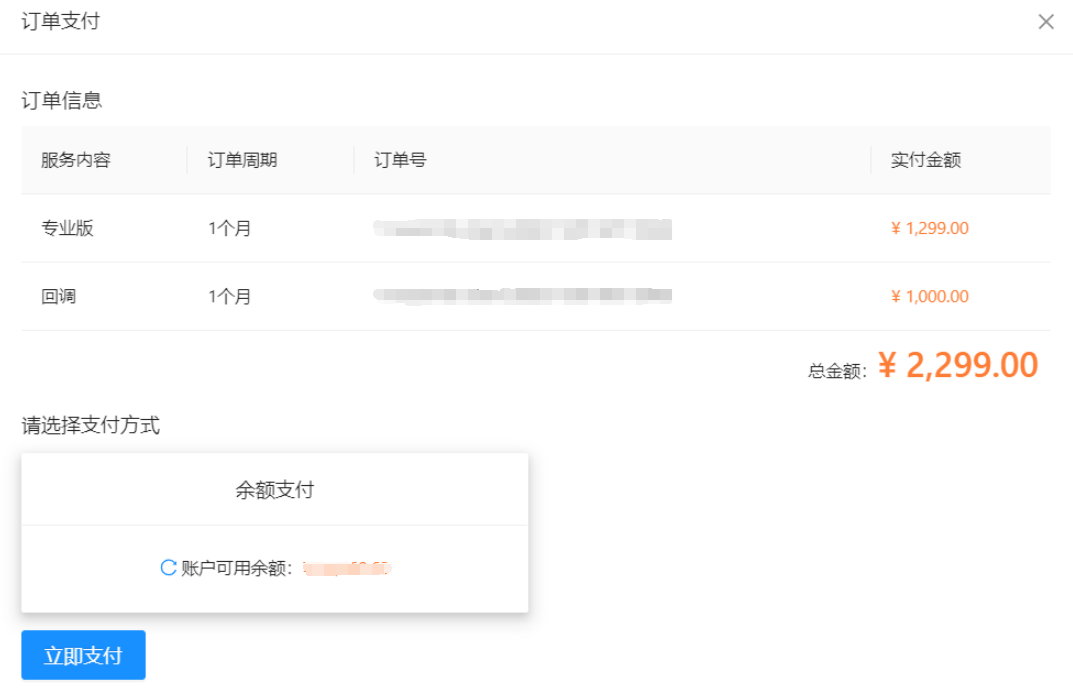 订单支付
订单信息
服务内容 订单周期 订单号 实付金额
专业版 1个月 ¥ 1,299.00
回调 1个月 ¥ 1,000.00
总金额: ¥ 2,299.00
请选择支付方式
余额支付
账户可用余额:
立即支付